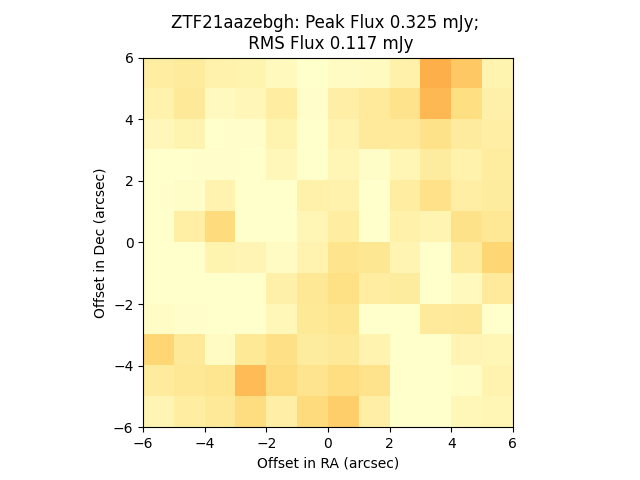 ZTF21aazebgh: Peak Flux 0.325 mJy;
RMS Flux 0.117 mJy
6
4
2
0
−2
−4
−6
Offset in Dec (arcsec)
−6 −4 −2 0 2 4 6
Offset in RA (arcsec)